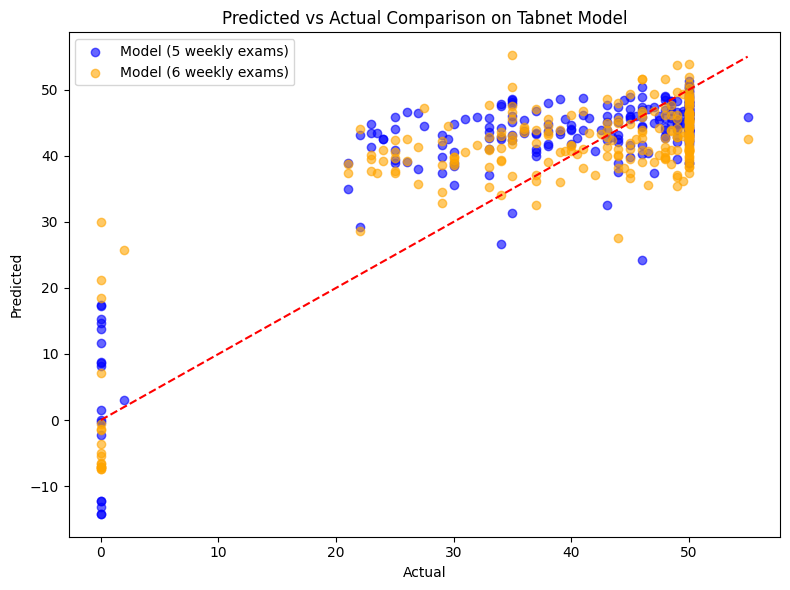 Predicted vs Actual Comparison on Tabnet Model
Model (5 weekly exams)
Model (6 weekly exams)
Predicted
50
40
30
20
10
0
−10
0 10 20 30 40 50
Actual